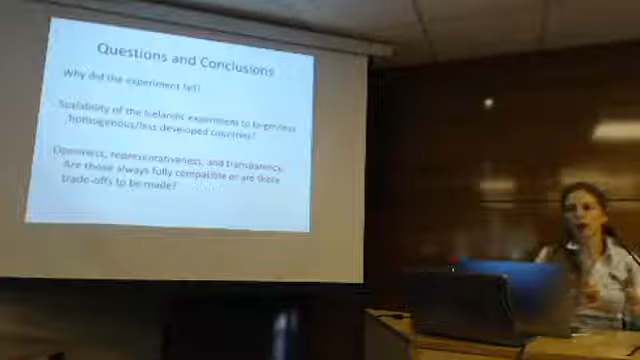 Questions and Conclusions
Why did the experiment fail?
Scalability of the Icelandic experiment to larger/less
homogenous/less developed countries?
Openness, representativeness, and transparency:
Are those always fully compatible or are there
trade-offs to be made?